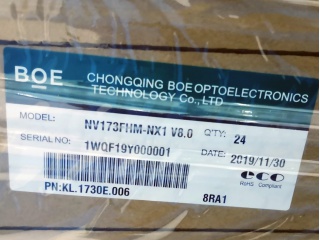 BOE
CHONGQING BOE OPTOELECTRONICS
TECHNOLOGY Co., LTD
MODEL: NV173FHM-NX1 V8.0 Q'TY: 24
SERIAL NO: 1WQF19Y000001 DATE: 2019/11/30
PN:KL.1730E.006 8RA1
eco
RoHS Compliant